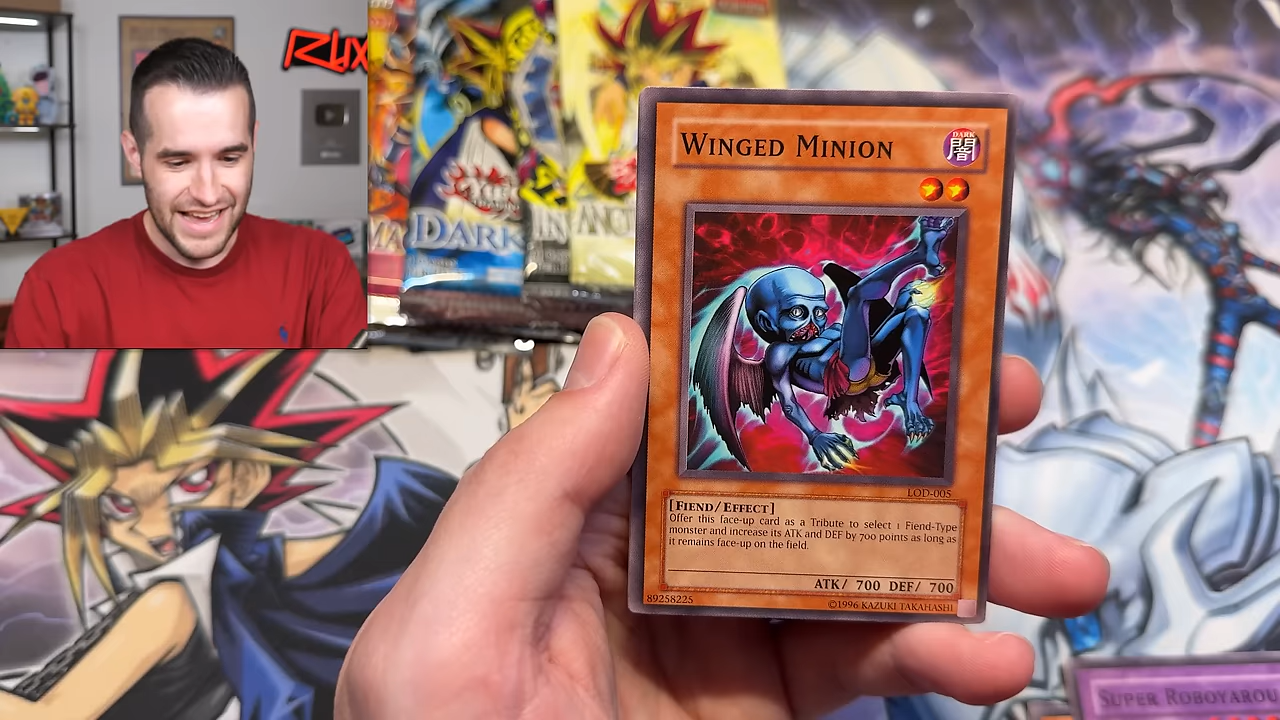 RUX
DARK
WINGED MINION
DARK
闇
LOD-005
[FIEND/EFFECT]
Offer this face-up card as a Tribute to select 1 Fiend-Type
monster and increase its ATK and DEF by 700 points as long as
it remains face-up on the field.
ATK/ 700 DEF/ 700
89258225
©1996 KAZUKI TAKAHASHI
SUPER ROBOYAROU